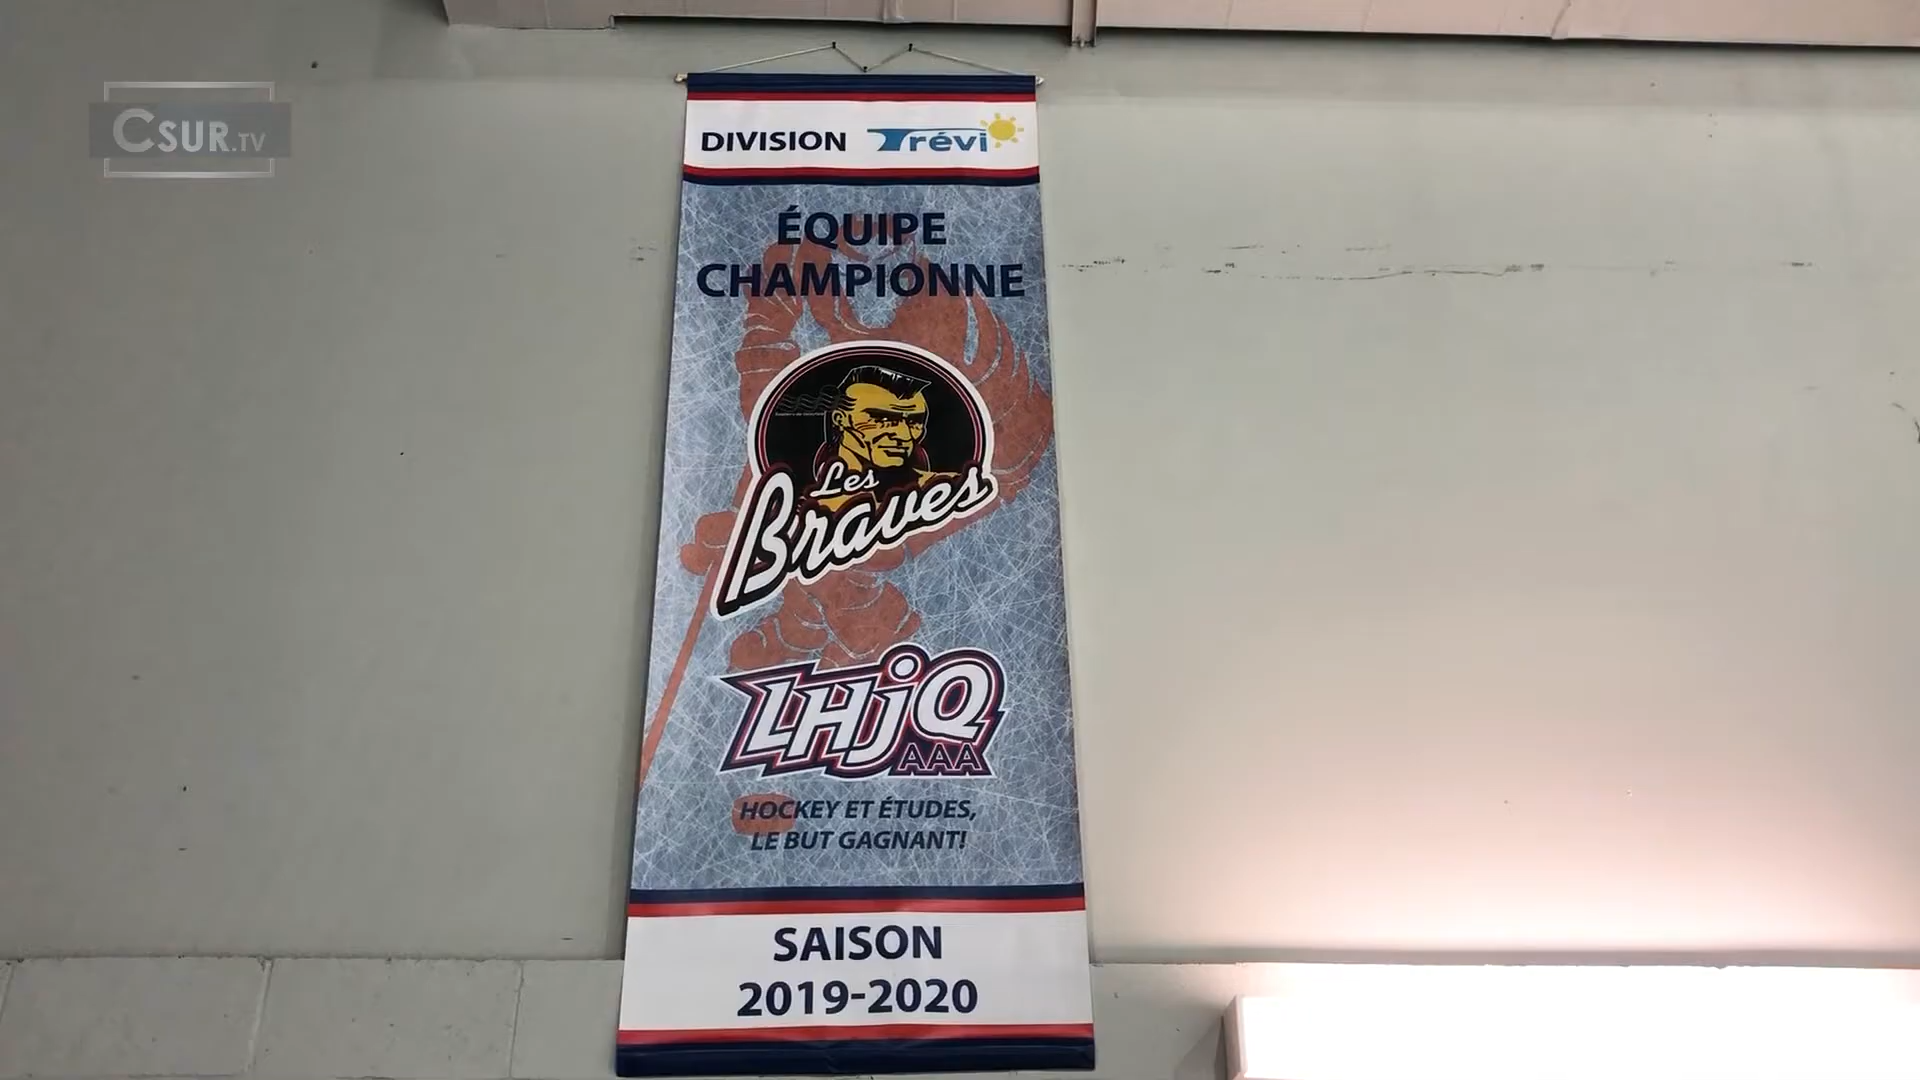 CSUR.TV
DIVISION Trévi
ÉQUIPE
CHAMPIONNE
Les
Braves
LHJQ
AAA
HOCKEY ET ÉTUDES,
LE BUT GAGNANT!
SAISON
2019-2020